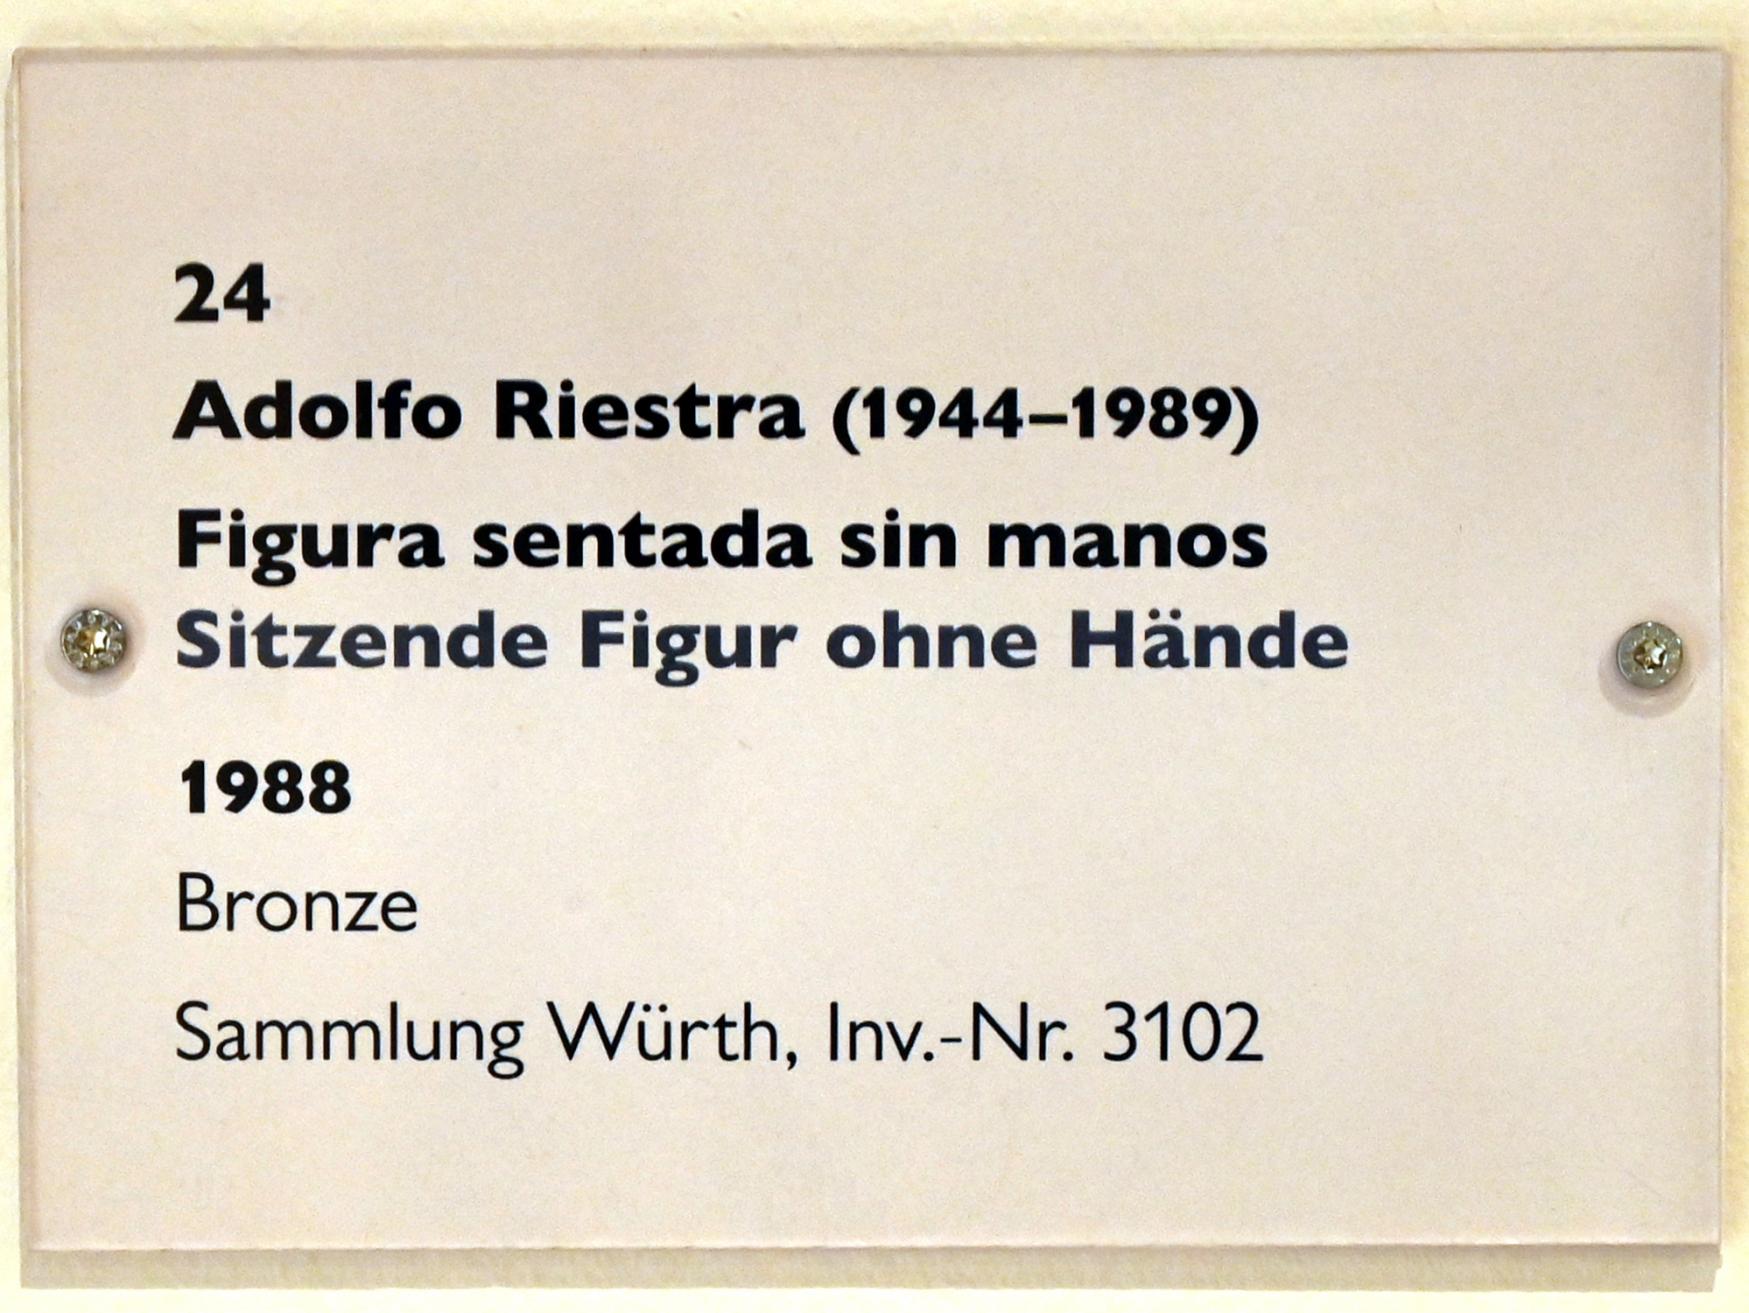 24
Adolfo Riestra (1944–1989)
Figura sentada sin manos
Sitzende Figur ohne Hände
1988
Bronze
Sammlung Würth, Inv.-Nr. 3102